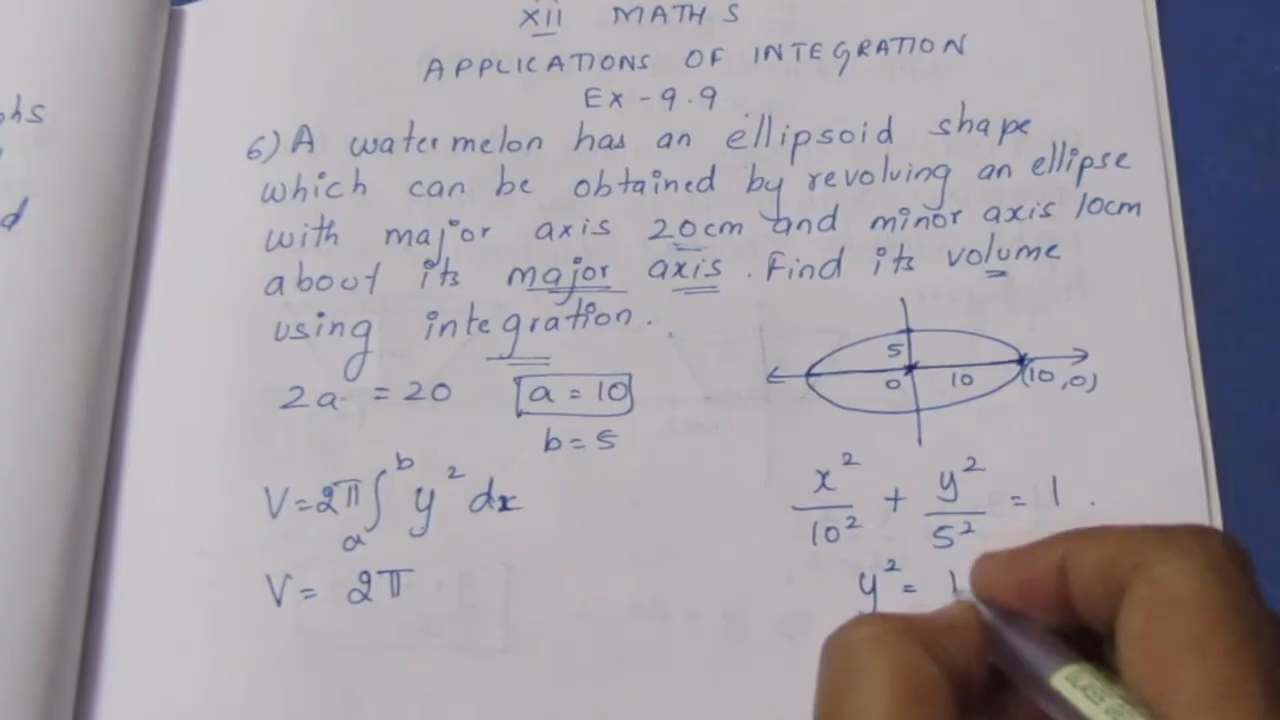 XII MATHS
APPLICATIONS OF INTEGRATION
Ex - 9.9
6) A watermelon has an ellipsoid shape
which can be obtained by revolving an ellipse
with major axis 20cm and minor axis 10cm
about its major axis. Find its volume
using integration.
5
0 10 (10,0)
2a = 20 a = 10
b = 5
V = 2π ∫ₐᵇ y² dx
x²/10² + y²/5² = 1
V = 2π
y² = 1